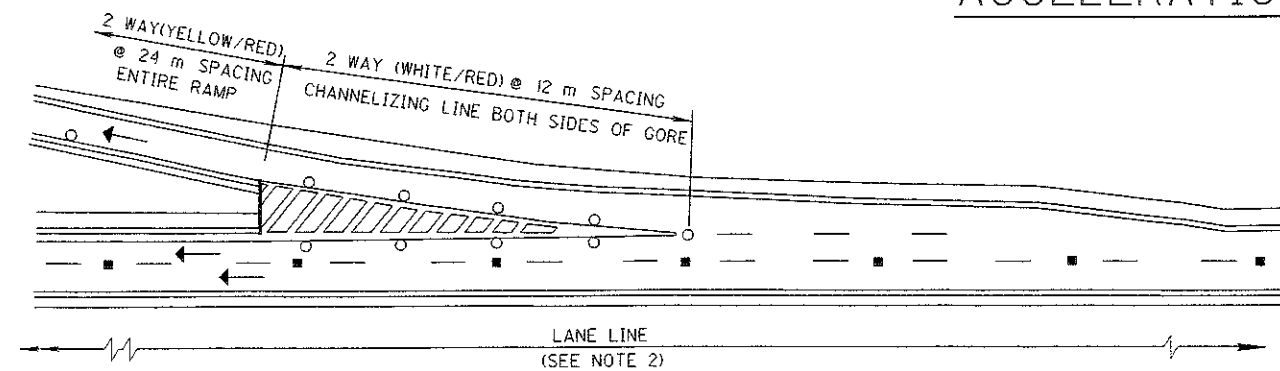 2 WAY(YELLOW/RED)
@ 24 m SPACING
ENTIRE RAMP
2 WAY (WHITE/RED) @ 12 m SPACING
CHANNELIZING LINE BOTH SIDES OF GORE
LANE LINE
(SEE NOTE 2)